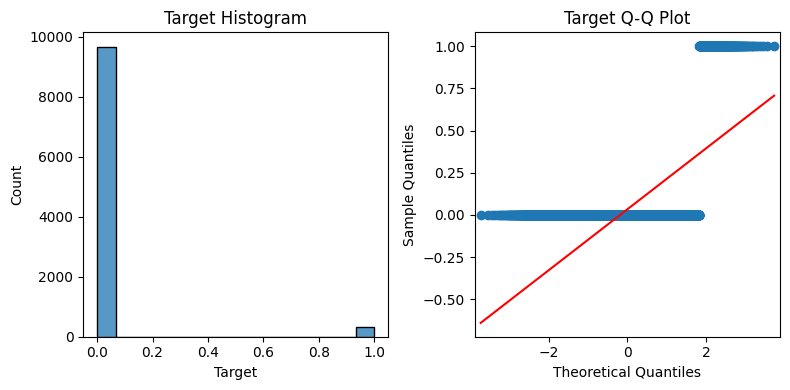 Target Histogram
10000
8000
6000
4000
2000
0
Count
0.0 0.2 0.4 0.6 0.8 1.0
Target
Target Q-Q Plot
1.00
0.75
0.50
0.25
0.00
−0.25
−0.50
Sample Quantiles
−2 0 2
Theoretical Quantiles